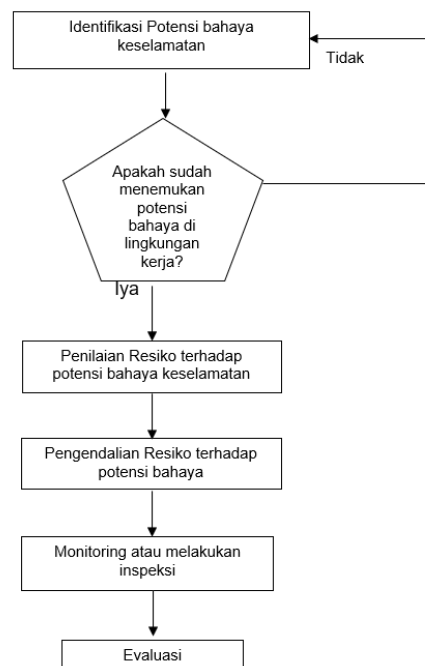 Identifikasi Potensi bahaya
keselamatan
Tidak
Apakah sudah
menemukan
potensi
bahaya di
lingkungan
kerja?
Iya
Penilaian Resiko terhadap
potensi bahaya keselamatan
Pengendalian Resiko terhadap
potensi bahaya
Monitoring atau melakukan
inspeksi
Evaluasi